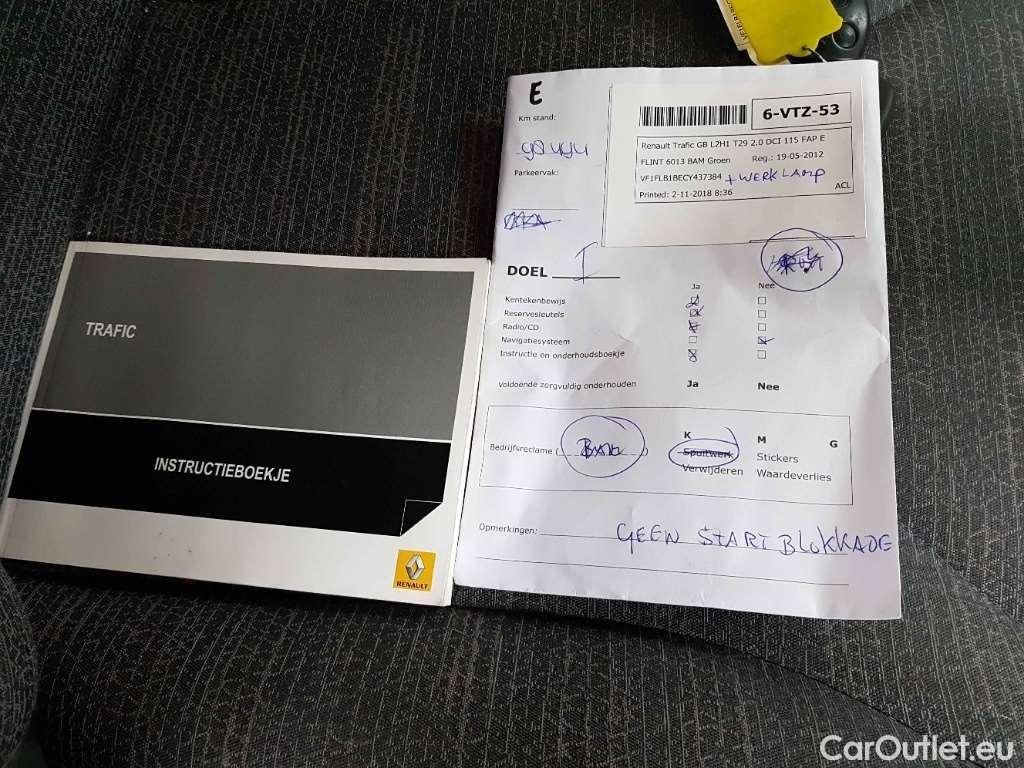 TRAFIC
INSTRUCTIEBOEKJE
RENAULT
E
Km stand:
Parkeervak:
6-VTZ-53
Renault Trafic GB L2H1 T29 2.0 DCI 115 FAP E
FLINT 6013 BAM Groen Reg.: 19-05-2012
VF1FLB1BECY437384 + WERKLAMP
Printed: 2-11-2018 8:36 ACL
DOEL I
Ja Nee
Kentekenbewijs
Reservesleutels
Radio/CD
Navigatiesysteem
Instructie en onderhoudsboekje
Voldoende zorgvuldig onderhouden Ja Nee
K M G
Bedrijfsreclame ( BAM ) Spuitwerk Stickers
Verwijderen Waardeverlies
Opmerkingen: GEEN START BLOKKADE
CarOutlet.eu